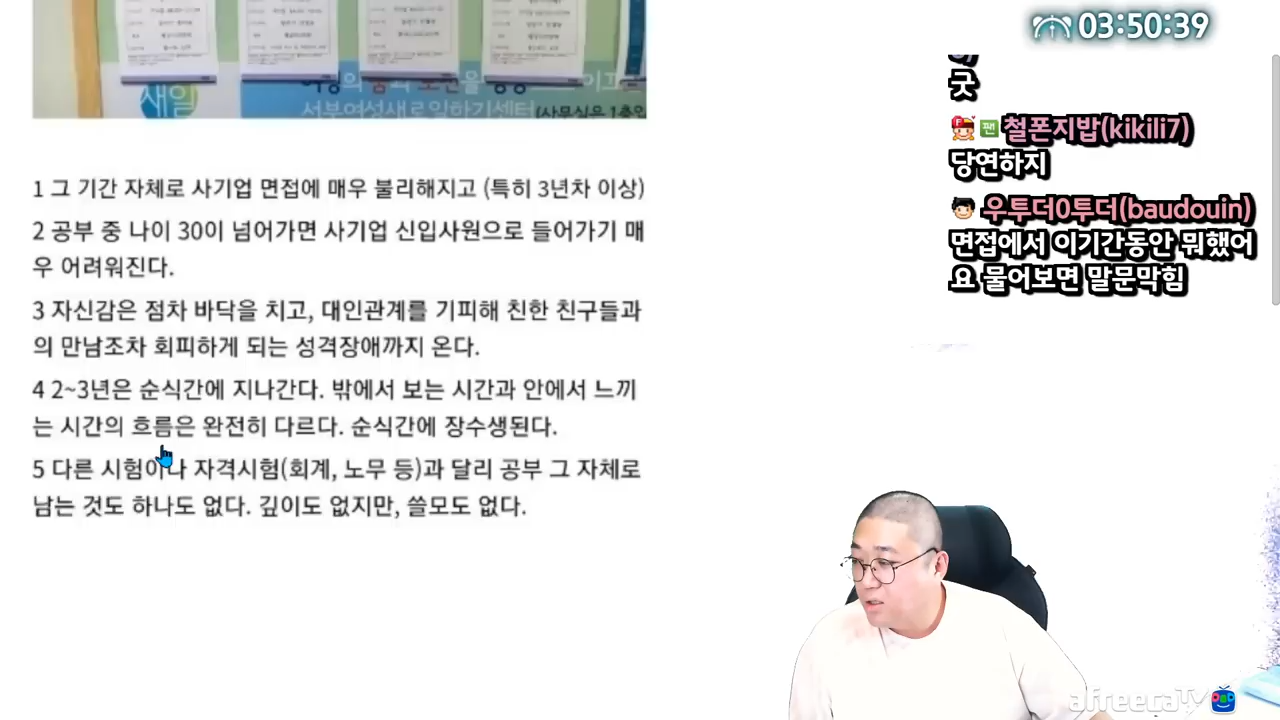 새일
서부여성새로일하기센터 (사무실은 1층
1 그 기간 자체로 사기업 면접에 매우 불리해지고 (특히 3년차 이상)
2 공부 중 나이 30이 넘어가면 사기업 신입사원으로 들어가기 매
우 어려워진다.
3 자신감은 점차 바닥을 치고, 대인관계를 기피해 친한 친구들과
의 만남조차 회피하게 되는 성격장애까지 온다.
4 2~3년은 순식간에 지나간다. 밖에서 보는 시간과 안에서 느끼
는 시간의 흐름은 완전히 다르다. 순식간에 장수생된다.
5 다른 시험이나 자격시험(회계, 노무 등)과 달리 공부 그 자체로
남는 것도 하나도 없다. 깊이도 없지만, 쓸모도 없다.
03:50:39
굿
팬 철폰지밥(kikili7)
당연하지
우투더0투더(baudouin)
면접에서 이기간동안 뭐했어
요 물어보면 말문막힘
afreecaTV